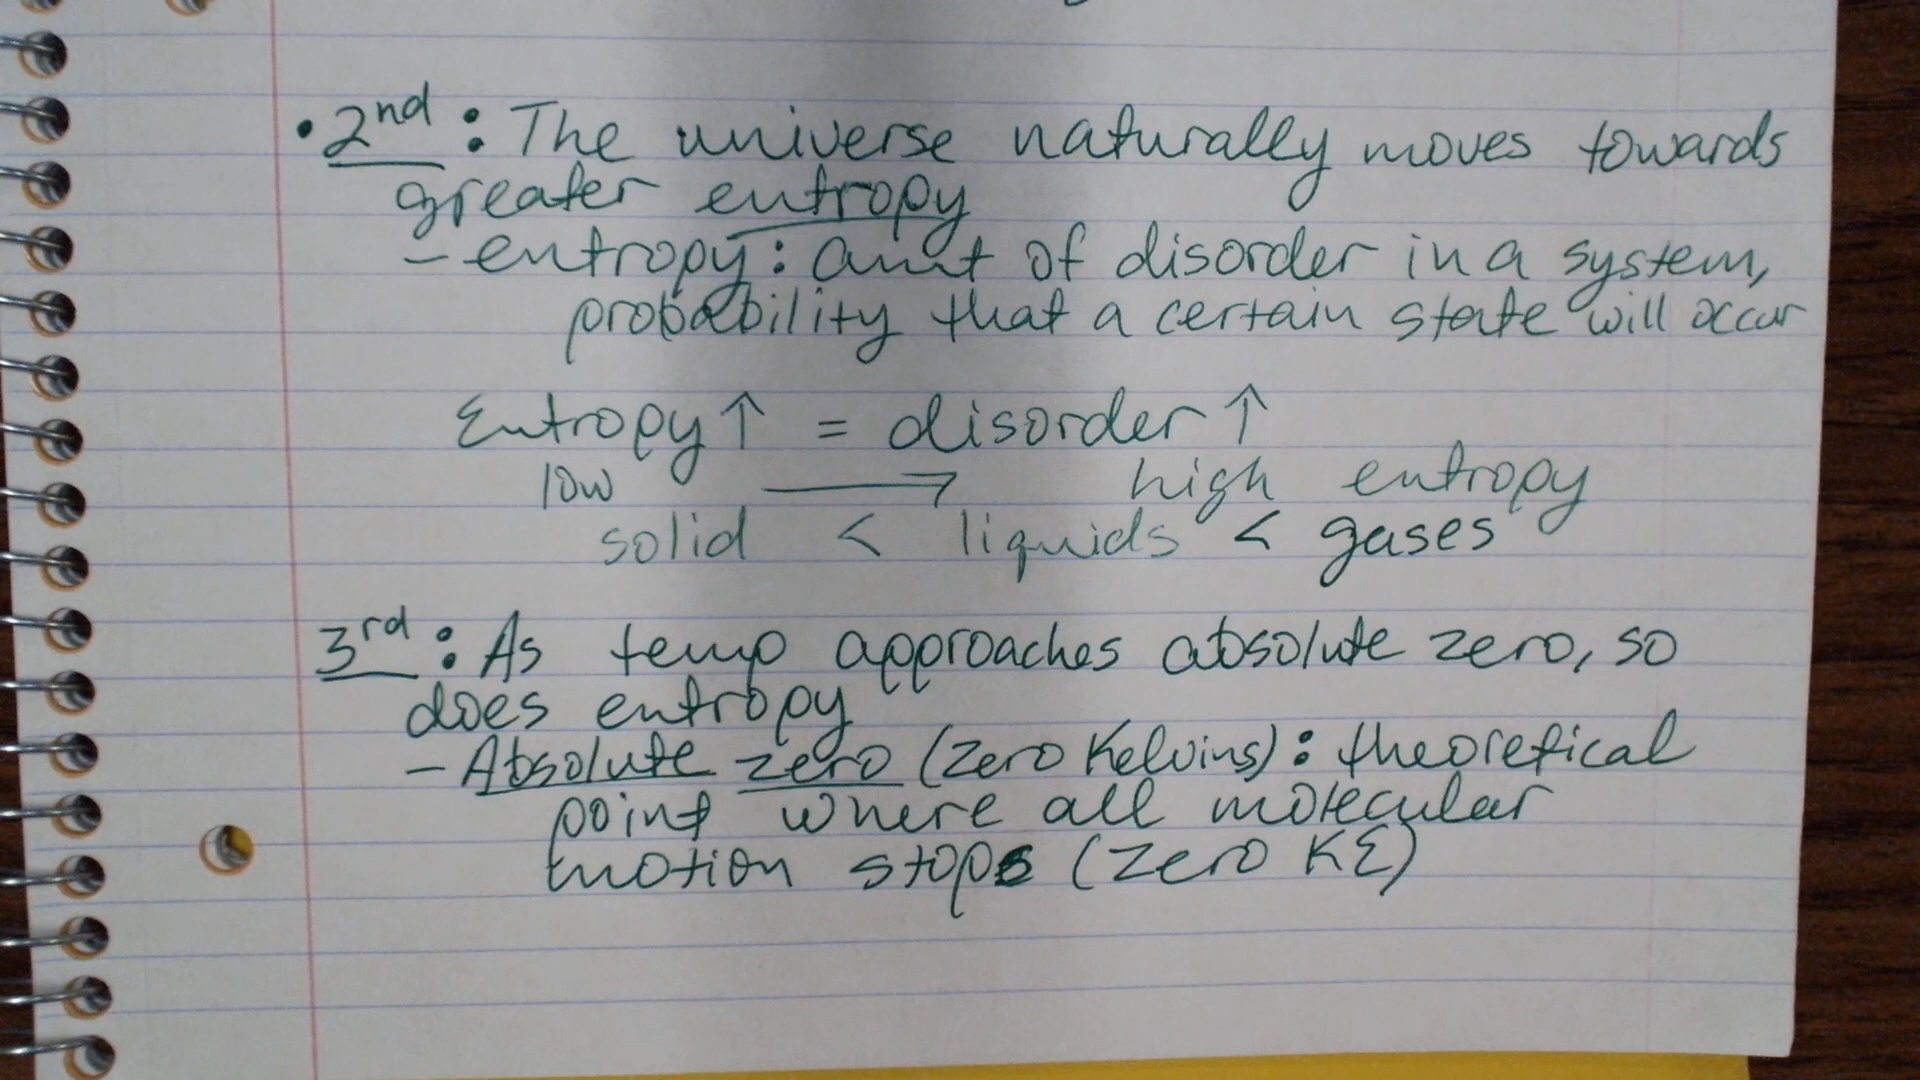 • 2nd : The universe naturally moves towards
greater entropy
- entropy : amt of disorder in a system,
probability that a certain state will occur
Entropy ↑ = disorder ↑
low → high entropy
solid < liquids < gases
3rd : As temp approaches absolute zero, so
does entropy
- Absolute zero (zero Kelvins) : theoretical
point where all molecular
motion stops (zero KE)